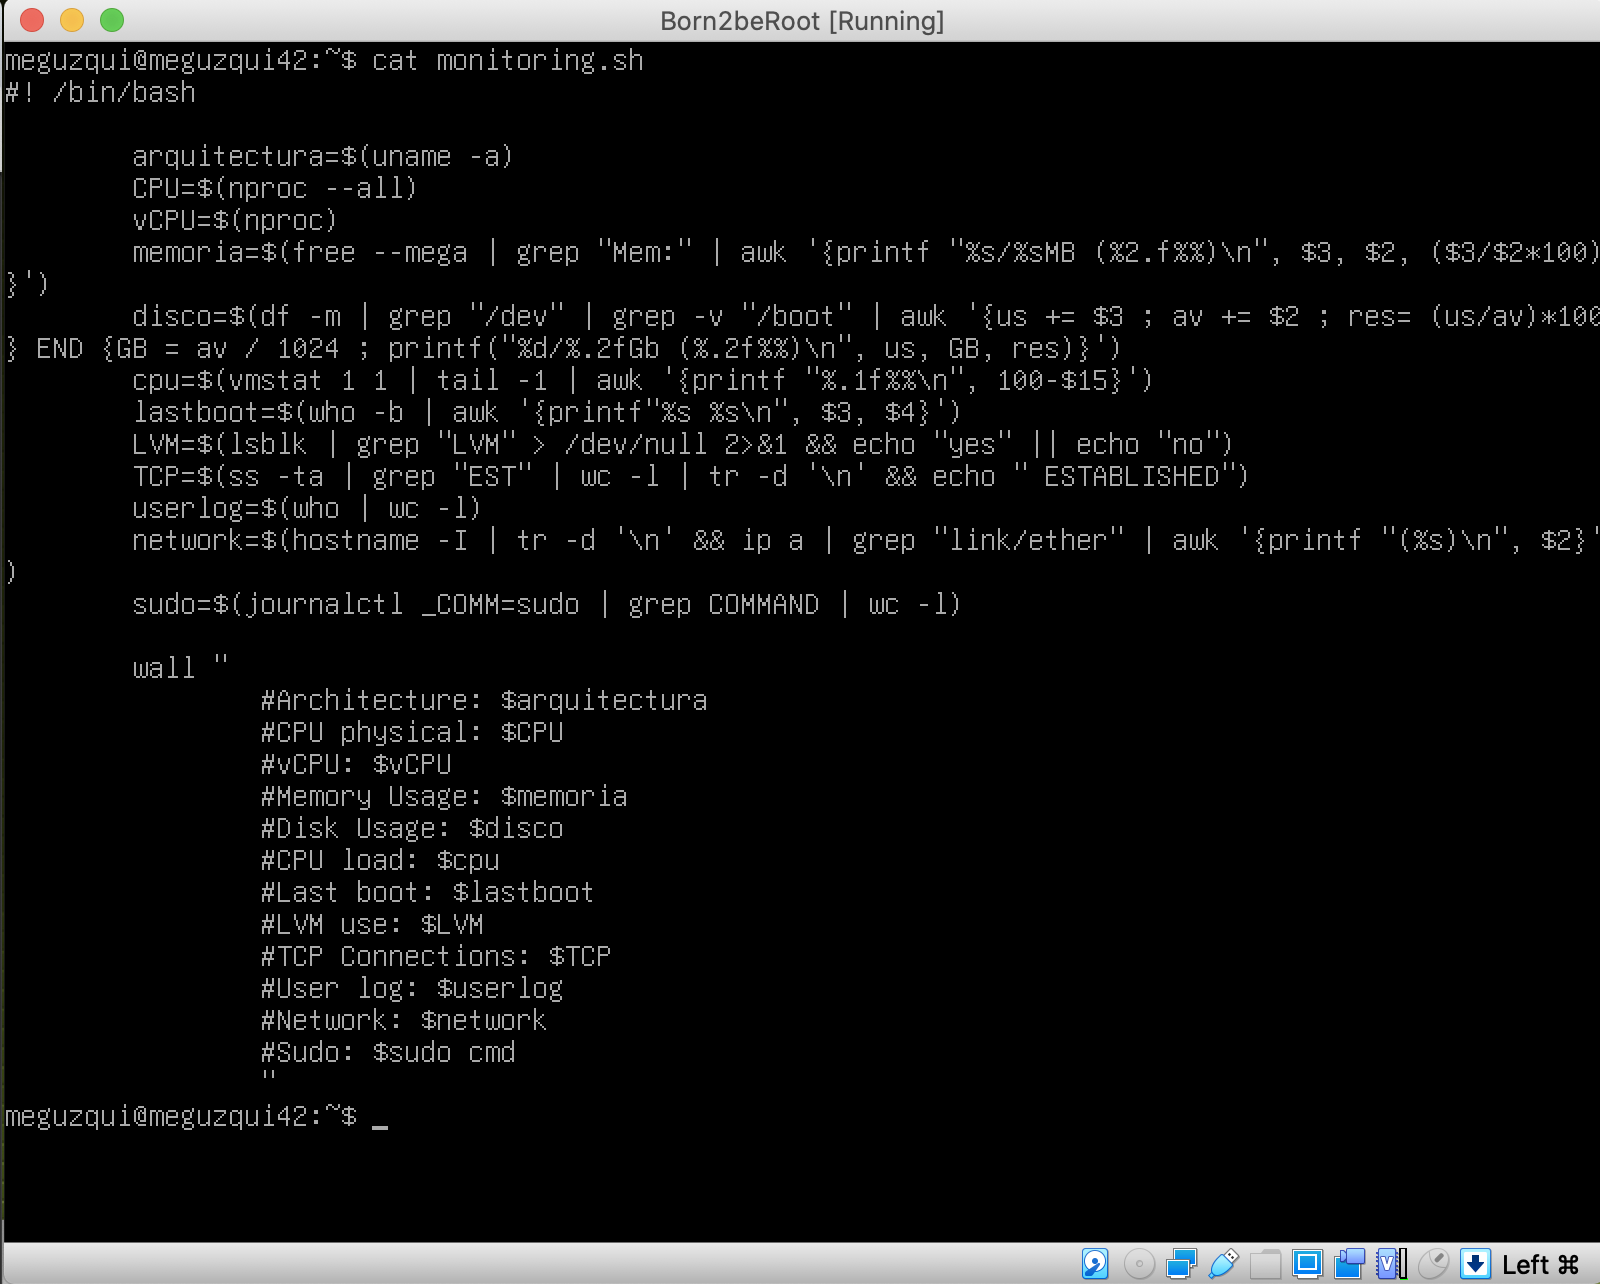 Born2beRoot [Running]
meguzqui@meguzqui42:~$ cat monitoring.sh
#! /bin/bash
arquitectura=$(uname -a)
CPU=$(nproc --all)
vCPU=$(nproc)
memoria=$(free --mega | grep "Mem:" | awk '{printf "%s/%sMB (%2.f%%)\n", $3, $2, ($3/$2*100)
}')
disco=$(df -m | grep "/dev" | grep -v "/boot" | awk '{us += $3 ; av += $2 ; res= (us/av)*100
} END {GB = av / 1024 ; printf("%d/%.2fGb (%.2f%%)\n", us, GB, res)}')
cpu=$(vmstat 1 1 | tail -1 | awk '{printf "%.1f%%\n", 100-$15}')
lastboot=$(who -b | awk '{printf"%s %s\n", $3, $4}')
LVM=$(lsblk | grep "LVM" > /dev/null 2>&1 && echo "yes" || echo "no")
TCP=$(ss -ta | grep "EST" | wc -l | tr -d '\n' && echo " ESTABLISHED")
userlog=$(who | wc -l)
network=$(hostname -I | tr -d '\n' && ip a | grep "link/ether" | awk '{printf "(%s)\n", $2}'
)
sudo=$(journalctl _COMM=sudo | grep COMMAND | wc -l)
wall "
#Architecture: $arquitectura
#CPU physical: $CPU
#vCPU: $vCPU
#Memory Usage: $memoria
#Disk Usage: $disco
#CPU load: $cpu
#Last boot: $lastboot
#LVM use: $LVM
#TCP Connections: $TCP
#User log: $userlog
#Network: $network
#Sudo: $sudo cmd
"
meguzqui@meguzqui42:~$ _
Left ⌘